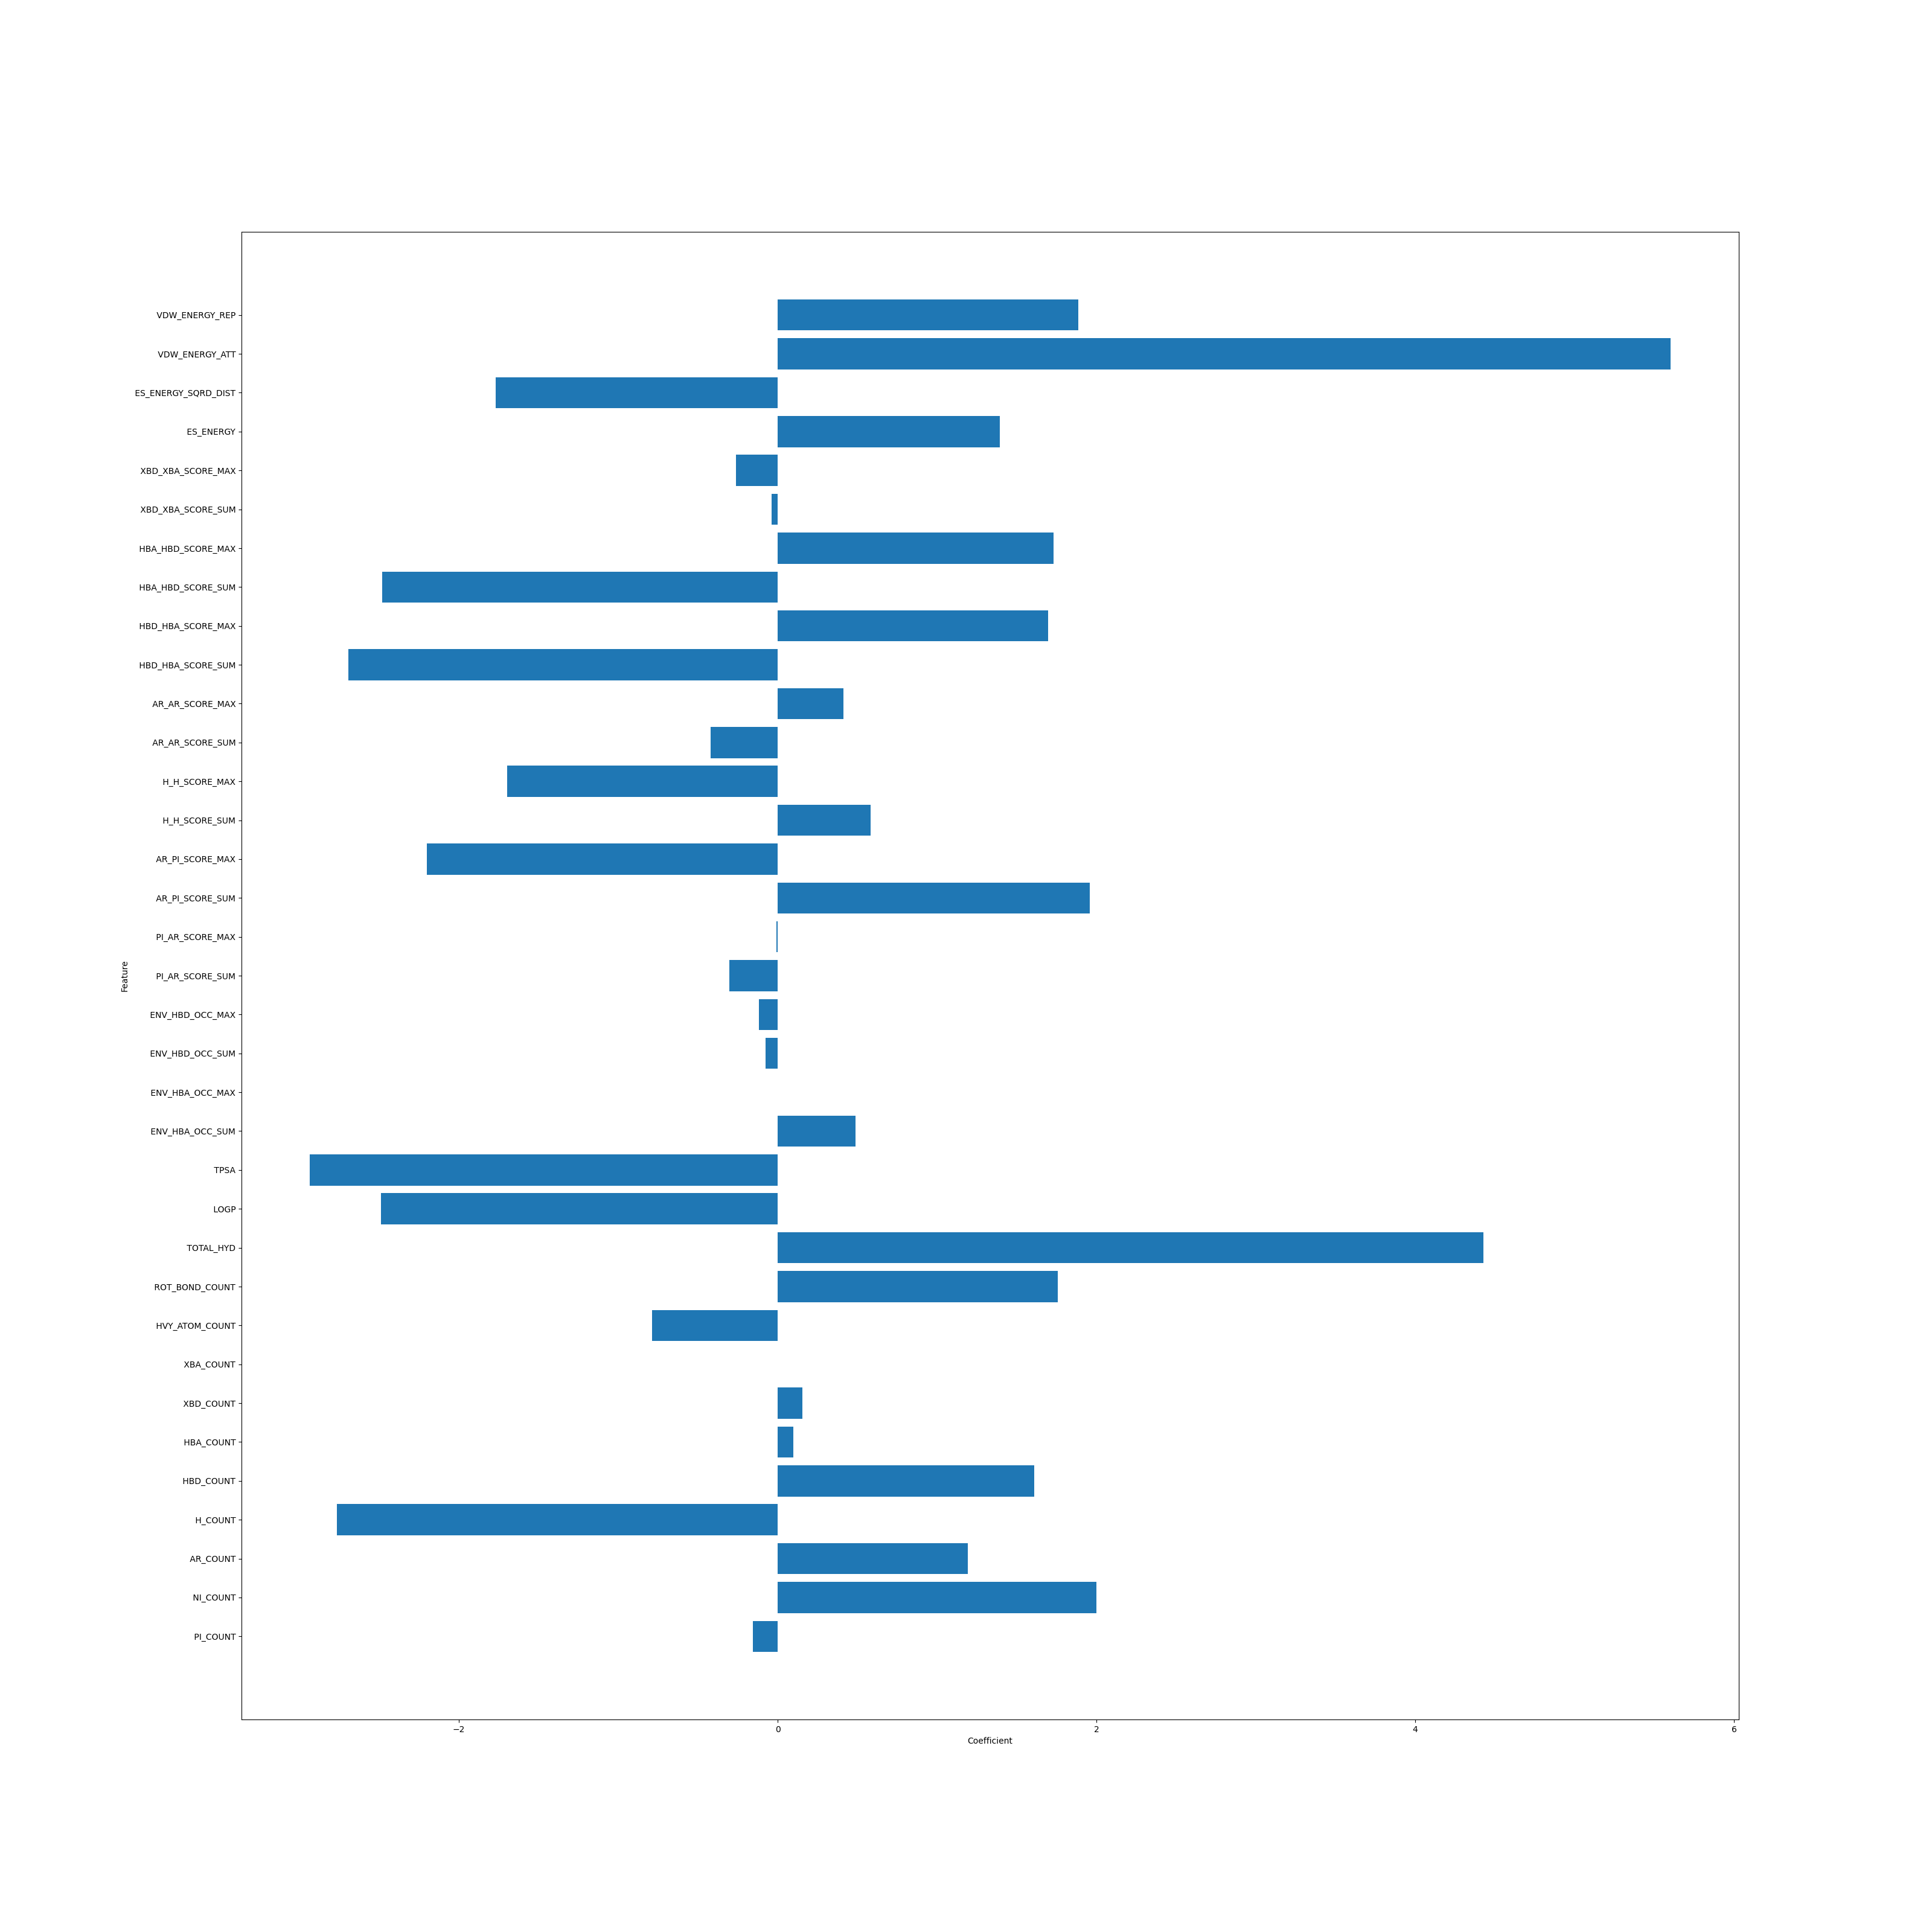 VDW_ENERGY_REP
VDW_ENERGY_ATT
ES_ENERGY_SQRD_DIST
ES_ENERGY
XBD_XBA_SCORE_MAX
XBD_XBA_SCORE_SUM
HBA_HBD_SCORE_MAX
HBA_HBD_SCORE_SUM
HBD_HBA_SCORE_MAX
HBD_HBA_SCORE_SUM
AR_AR_SCORE_MAX
AR_AR_SCORE_SUM
H_H_SCORE_MAX
H_H_SCORE_SUM
AR_PI_SCORE_MAX
AR_PI_SCORE_SUM
PI_AR_SCORE_MAX
PI_AR_SCORE_SUM
ENV_HBD_OCC_MAX
ENV_HBD_OCC_SUM
ENV_HBA_OCC_MAX
ENV_HBA_OCC_SUM
TPSA
LOGP
TOTAL_HYD
ROT_BOND_COUNT
HVY_ATOM_COUNT
XBA_COUNT
XBD_COUNT
HBA_COUNT
HBD_COUNT
H_COUNT
AR_COUNT
NI_COUNT
PI_COUNT
Feature
−2 0 2 4 6
Coefficient